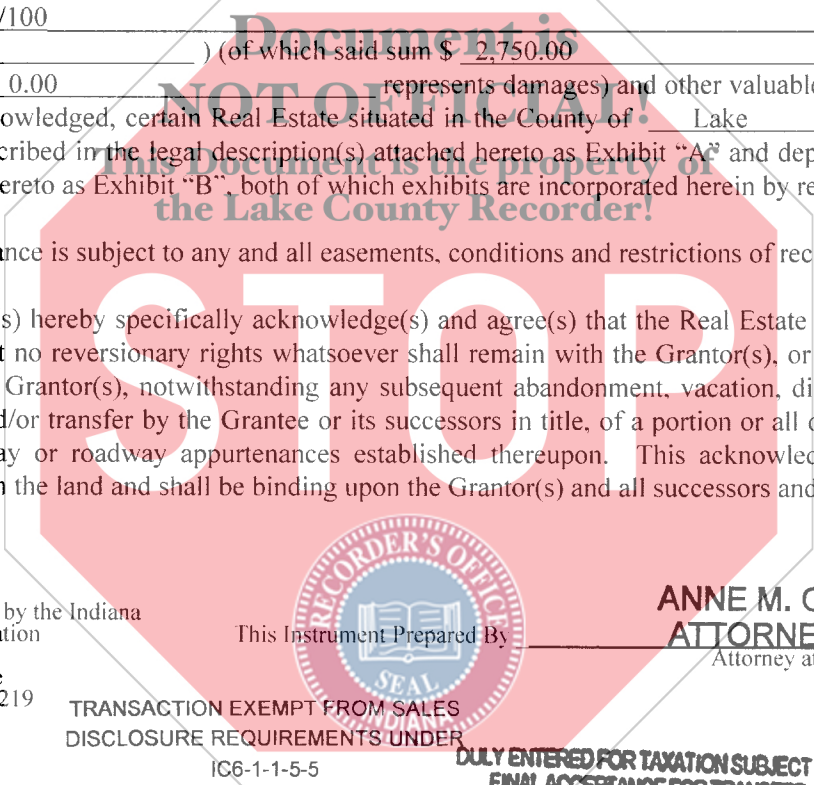 /100
Document is
) (of which said sum $ 2,750.00
0.00 represents damages) and other valuable
NOT OFFICIAL!
owledged, certain Real Estate situated in the County of Lake
cribed in the legal description(s) attached hereto as Exhibit “A” and dep
This Document is the property of
ereto as Exhibit “B”, both of which exhibits are incorporated herein by re
the Lake County Recorder!
nce is subject to any and all easements, conditions and restrictions of rec
STOP
s) hereby specifically acknowledge(s) and agree(s) that the Real Estate
t no reversionary rights whatsoever shall remain with the Grantor(s), or
Grantor(s), notwithstanding any subsequent abandonment, vacation, di
d/or transfer by the Grantee or its successors in title, of a portion or all
ay or roadway appurtenances established thereupon. This acknowled
n the land and shall be binding upon the Grantor(s) and all successors and
RECORDER'S OFFICE
SEAL
INDIANA
by the Indiana
ation
This Instrument Prepared By
ANNE M.
ATTORNE
Attorney at
219
TRANSACTION EXEMPT FROM SALES
DISCLOSURE REQUIREMENTS UNDER
IC6-1-1-5-5
DULY ENTERED FOR TAXATION SUBJECT
FINAL ACCEPTANCE FOR TRANSFER